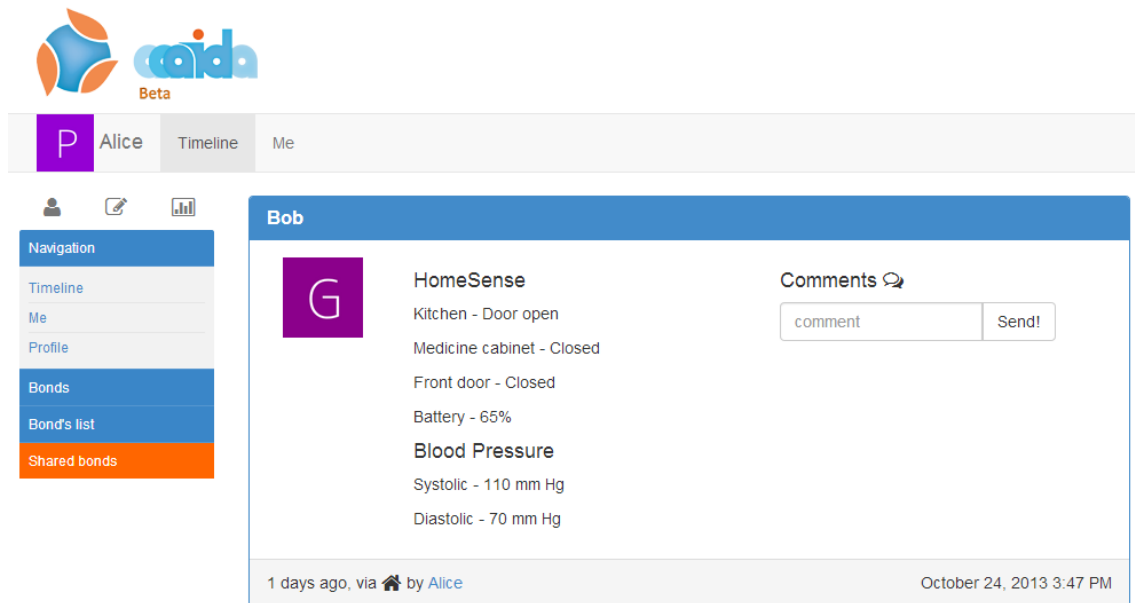 ccaida
Beta
P Alice Timeline Me
Navigation
Timeline
Me
Profile
Bonds
Bond's list
Shared bonds
Bob
G
HomeSense
Kitchen - Door open
Medicine cabinet - Closed
Front door - Closed
Battery - 65%
Blood Pressure
Systolic - 110 mm Hg
Diastolic - 70 mm Hg
Comments
comment Send!
1 days ago, via by Alice October 24, 2013 3:47 PM